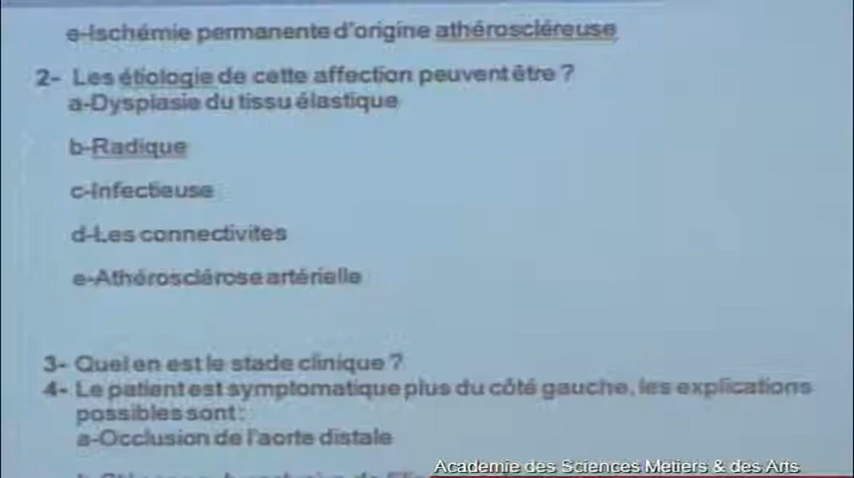 e-Ischémie permanente d'origine athéroscléreuse
2- Les étiologie de cette affection peuvent être ?
a-Dysplasie du tissu élastique
b-Radique
c-Infectieuse
d-Les connectivites
e-Athérosclérose artérielle
3- Quel en est le stade clinique ?
4- Le patient est symptomatique plus du côté gauche, les explications
possibles sont :
a-Occlusion de l'aorte distale
Academie des Sciences Metiers & des Arts